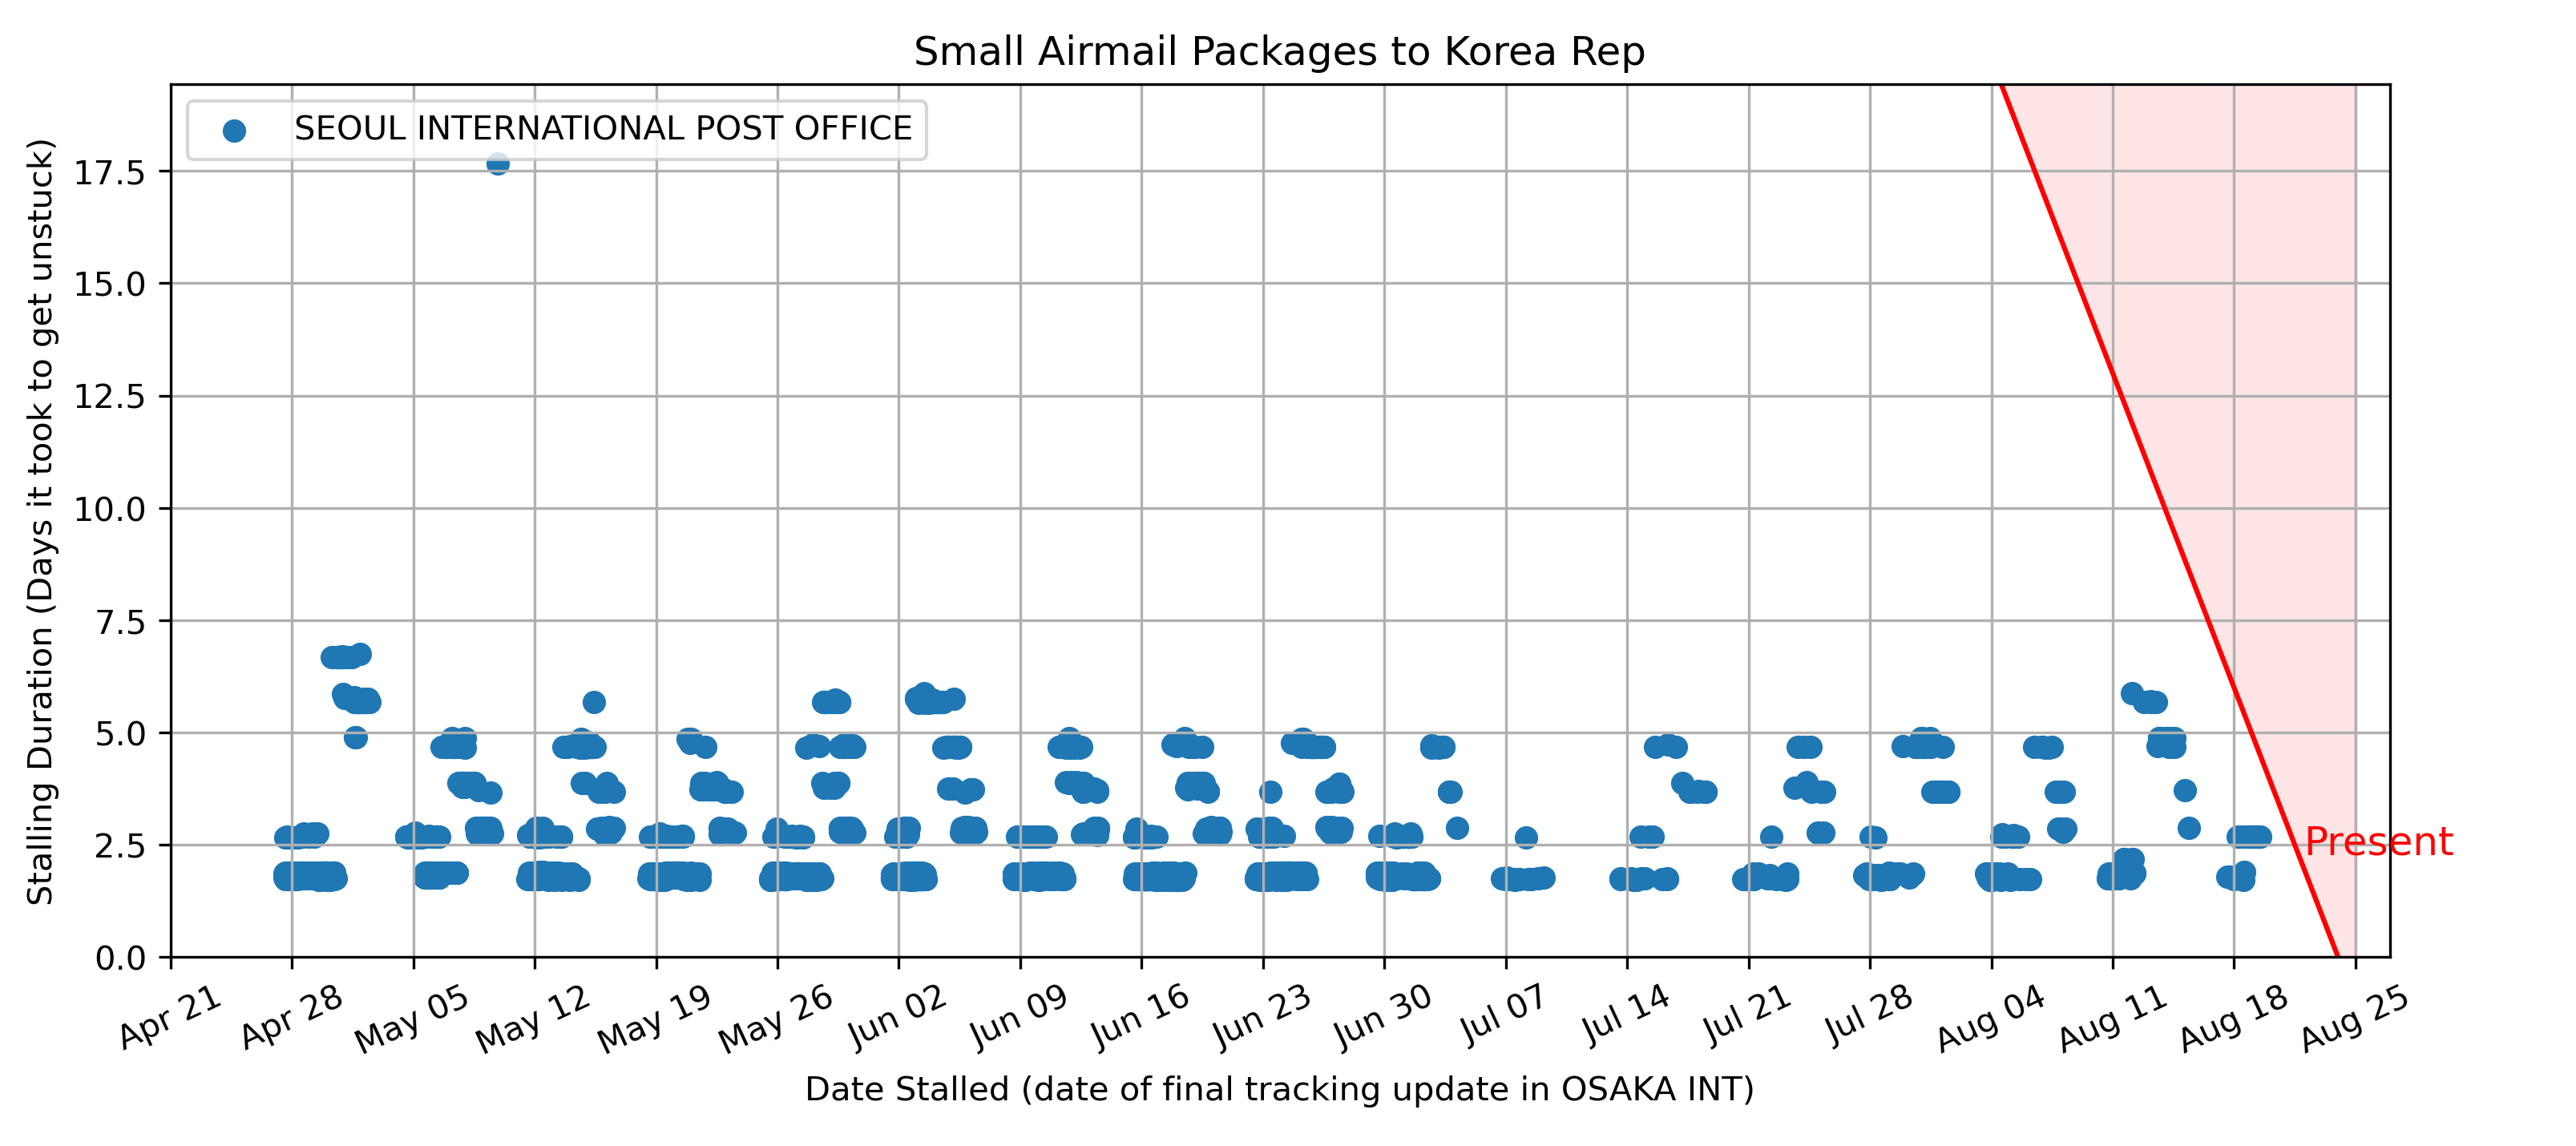 Small Airmail Packages to Korea Rep
SEOUL INTERNATIONAL POST OFFICE
Stalling Duration (Days it took to get unstuck)
17.5
15.0
12.5
10.0
7.5
5.0
2.5
0.0
Present
Apr 21
Apr 28
May 05
May 12
May 19
May 26
Jun 02
Jun 09
Jun 16
Jun 23
Jun 30
Jul 07
Jul 14
Jul 21
Jul 28
Aug 04
Aug 11
Aug 18
Aug 25
Date Stalled (date of final tracking update in OSAKA INT)